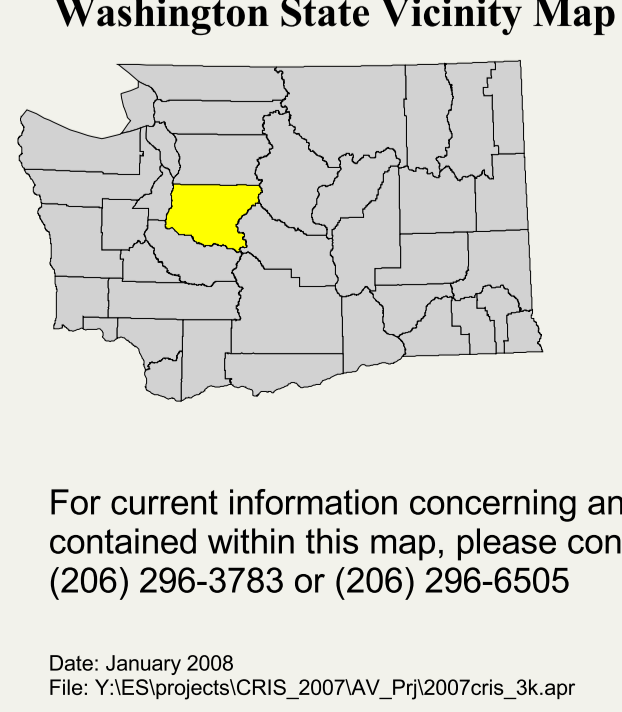 Washington State Vicinity Map
For current information concerning an
contained within this map, please con
(206) 296-3783 or (206) 296-6505
Date: January 2008
File: Y:\ES\projects\CRIS_2007\AV_Prj\2007cris_3k.apr